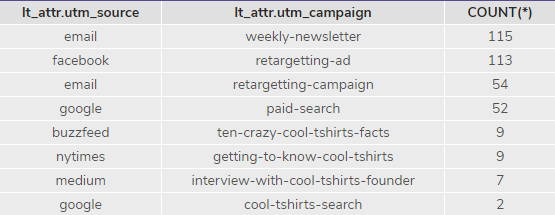 lt_attr.utm_source lt_attr.utm_campaign COUNT(*)
email weekly-newsletter 115
facebook retargetting-ad 113
email retargetting-campaign 54
google paid-search 52
buzzfeed ten-crazy-cool-tshirts-facts 9
nytimes getting-to-know-cool-tshirts 9
medium interview-with-cool-tshirts-founder 7
google cool-tshirts-search 2